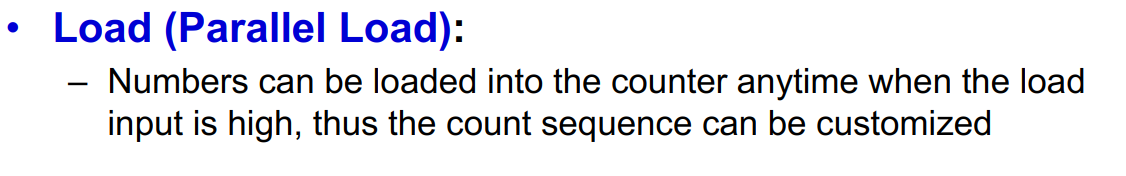 • Load (Parallel Load):
– Numbers can be loaded into the counter anytime when the load
input is high, thus the count sequence can be customized